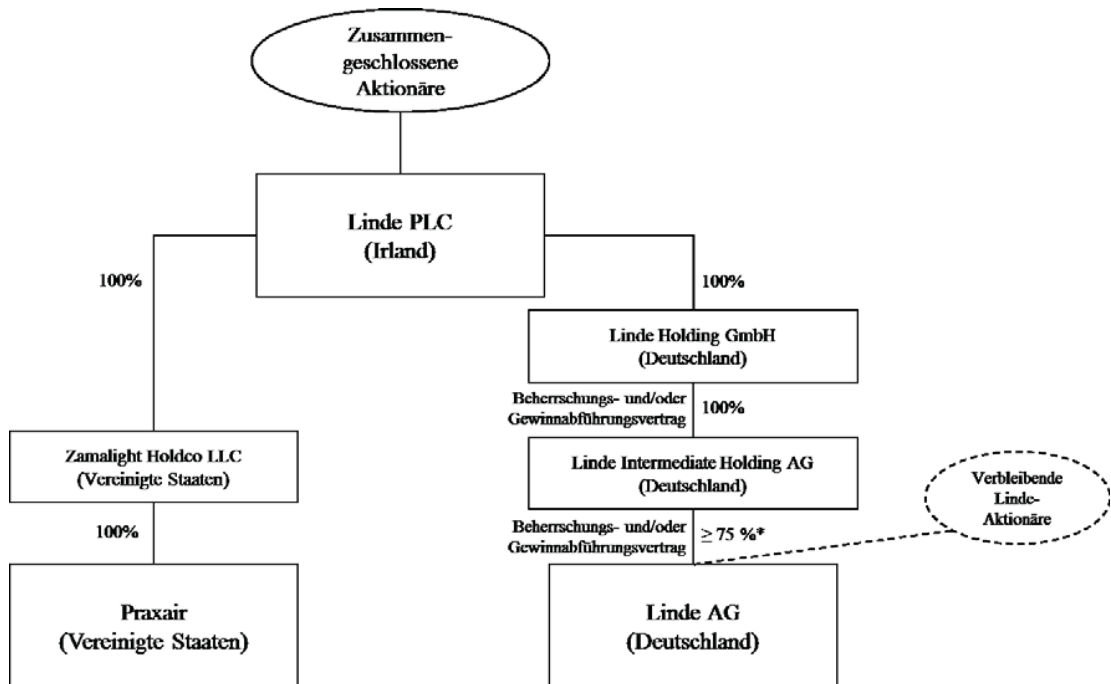 Zusammen-
geschlossene
Aktionäre
Linde PLC
(Irland)
100%
100%
Linde Holding GmbH
(Deutschland)
Beherrschungs- und/oder
Gewinnabführungsvertrag
100%
Zamalight Holdco LLC
(Vereinigte Staaten)
Linde Intermediate Holding AG
(Deutschland)
Verbleibende
Linde-
Aktionäre
100%
Beherrschungs- und/oder
Gewinnabführungsvertrag
≥ 75 %*
Praxair
(Vereinigte Staaten)
Linde AG
(Deutschland)